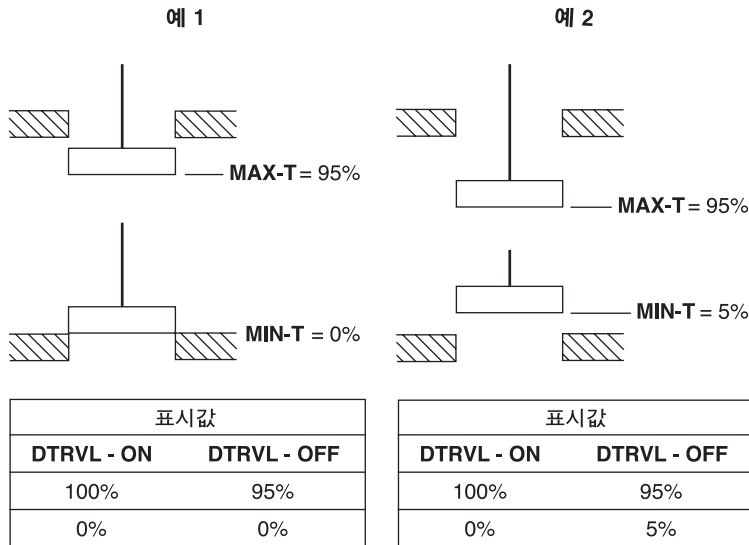 예 1
MAX-T = 95%
MIN-T = 0%
표시값
DTRVL - ON DTRVL - OFF
100% 95%
0% 0%
예 2
MAX-T = 95%
MIN-T = 5%
표시값
DTRVL - ON DTRVL - OFF
100% 95%
0% 5%